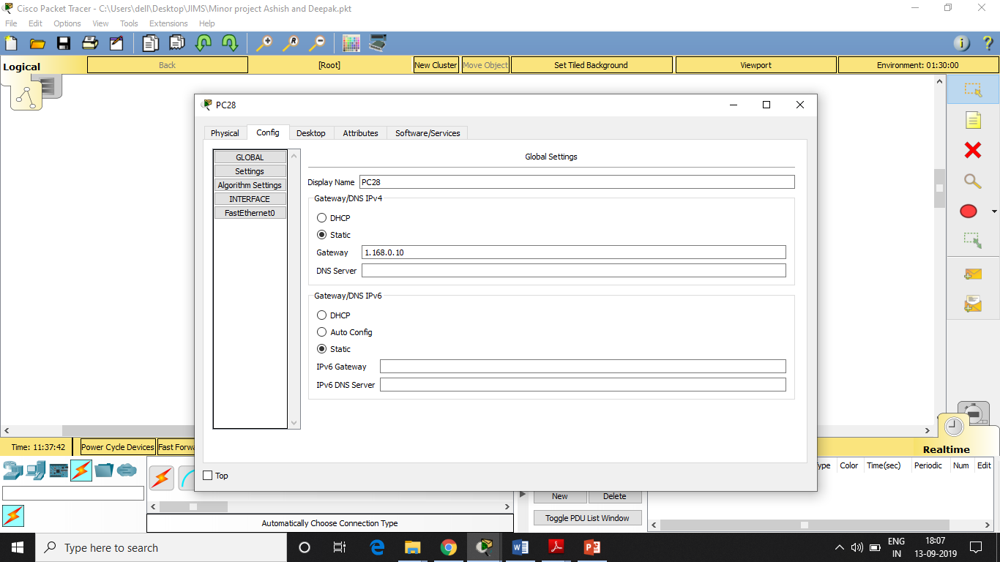 Cisco Packet Tracer - C:\Users\dell\Desktop\JIMS\Minor project Ashish and Deepak.pkt
File Edit Options View Tools Extensions Help
Logical Back [Root] New Cluster Move Object Set Tiled Background Viewport Environment: 01:30:00
PC28
Physical Config Desktop Attributes Software/Services
GLOBAL
Settings
Algorithm Settings
INTERFACE
FastEthernet0
Global Settings
Display Name PC28
Gateway/DNS IPv4
DHCP
Static
Gateway 1.168.0.10
DNS Server
Gateway/DNS IPv6
DHCP
Auto Config
Static
IPv6 Gateway
IPv6 DNS Server
Top
Time: 11:37:42 Power Cycle Devices Fast Forwa
Realtime
ype Color Time(sec) Periodic Num Edit
New Delete
Toggle PDU List Window
Automatically Choose Connection Type
Type here to search
ENG
IN
18:07
13-09-2019